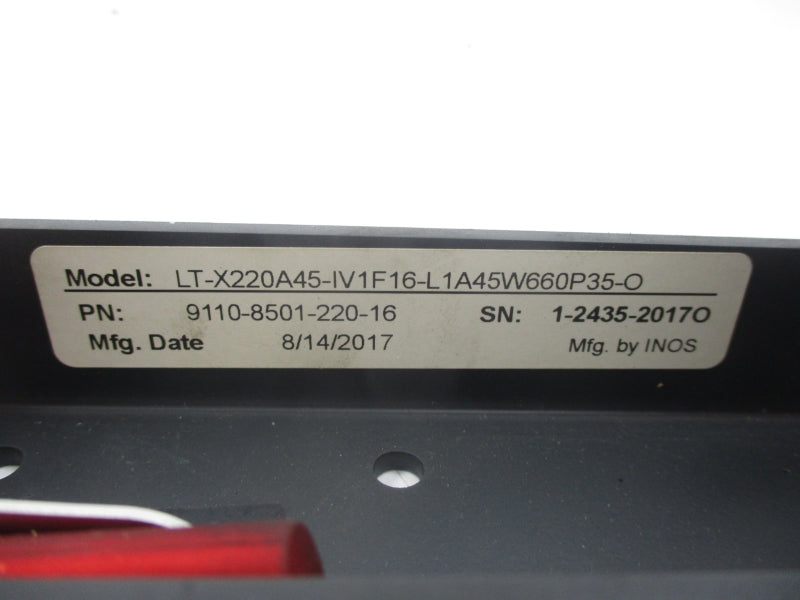 Model: LT-X220A45-IV1F16-L1A45W660P35-O
PN: 9110-8501-220-16 SN: 1-2435-2017O
Mfg. Date 8/14/2017 Mfg. by INOS